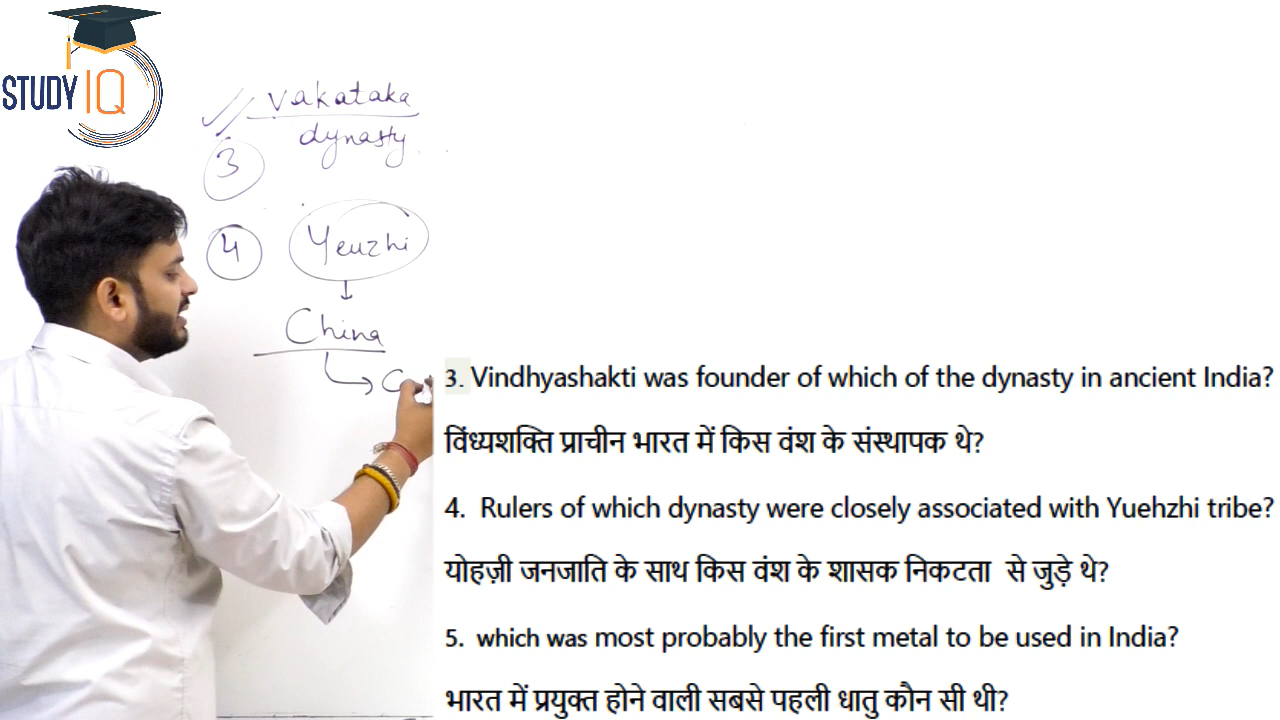 STUDY IQ
Vakataka
dynasty
3
4 Yeuzhi
China
3. Vindhyashakti was founder of which of the dynasty in ancient India?
विंध्यशक्ति प्राचीन भारत में किस वंश के संस्थापक थे?
4. Rulers of which dynasty were closely associated with Yuehzhi tribe?
योहज़ी जनजाति के साथ किस वंश के शासक निकटता से जुड़े थे?
5. which was most probably the first metal to be used in India?
भारत में प्रयुक्त होने वाली सबसे पहली धातु कौन सी थी?